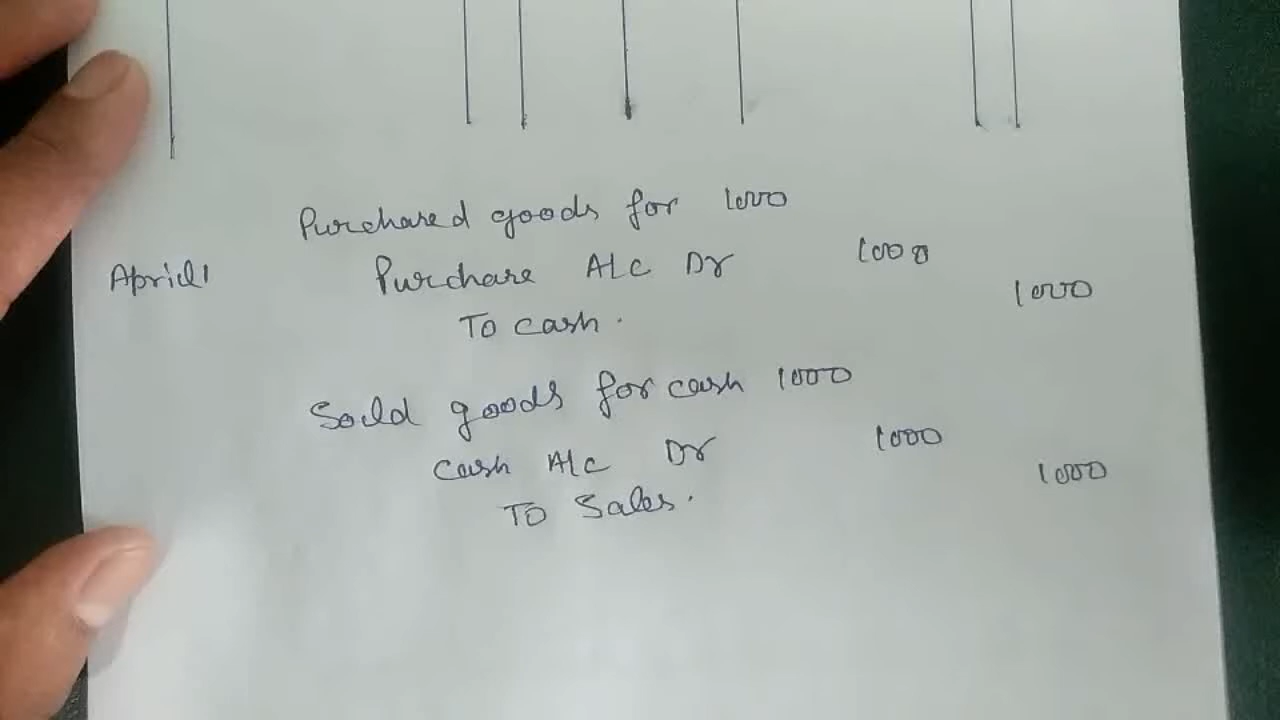 Purchased goods for 1000
April 1 Purchase A/c Dr 1000
To cash. 1000
Sold goods for cash 1000
Cash A/c Dr 1000
To Sales. 1000